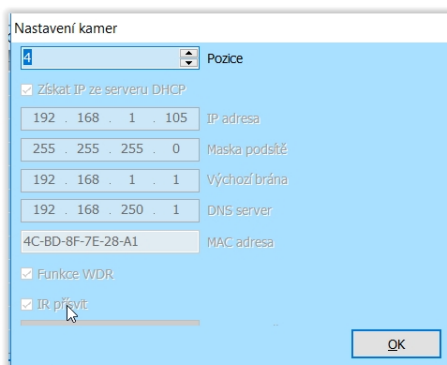 Nastavení kamer
4 Pozice
Získat IP ze serveru DHCP
192 . 168 . 1 . 105 IP adresa
255 . 255 . 255 . 0 Maska podsítě
192 . 168 . 1 . 1 Výchozí brána
192 . 168 . 250 . 1 DNS server
4C-BD-8F-7E-28-A1 MAC adresa
Funkce WDR
IR přísvit
OK